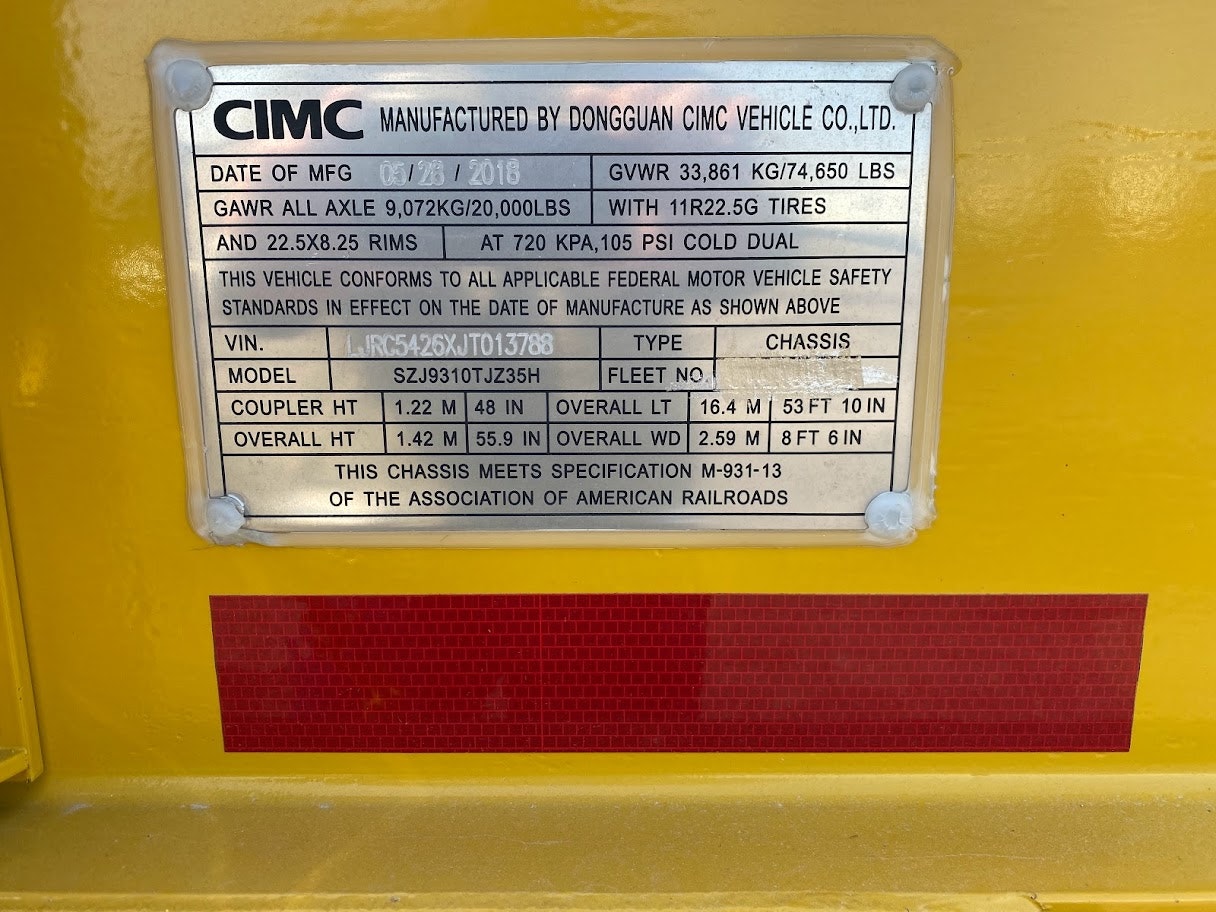 CIMC MANUFACTURED BY DONGGUAN CIMC VEHICLE CO.,LTD.
DATE OF MFG 05/28/2018 GVWR 33,861 KG/74,650 LBS
GAWR ALL AXLE 9,072KG/20,000LBS WITH 11R22.5G TIRES
AND 22.5X8.25 RIMS AT 720 KPA,105 PSI COLD DUAL
THIS VEHICLE CONFORMS TO ALL APPLICABLE FEDERAL MOTOR VEHICLE SAFETY
STANDARDS IN EFFECT ON THE DATE OF MANUFACTURE AS SHOWN ABOVE
VIN. LJRC5426XJT013788 TYPE CHASSIS
MODEL SZJ9310TJZ35H FLEET NO
COUPLER HT 1.22 M 48 IN OVERALL LT 16.4 M 53 FT 10 IN
OVERALL HT 1.42 M 55.9 IN OVERALL WD 2.59 M 8 FT 6 IN
THIS CHASSIS MEETS SPECIFICATION M-931-13
OF THE ASSOCIATION OF AMERICAN RAILROADS